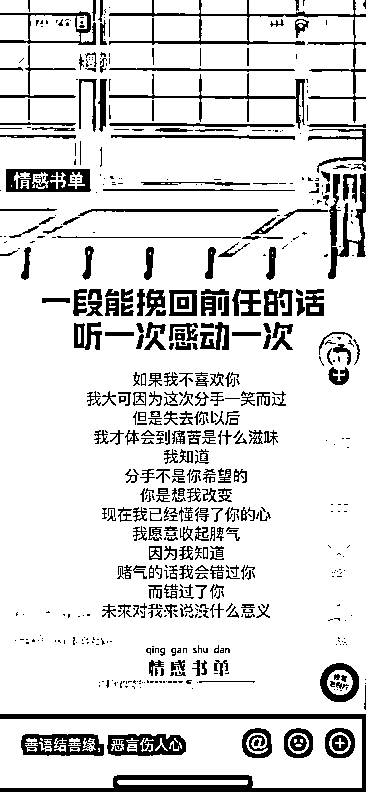 情感书单
一段能挽回前任的话
听一次感动一次
如果我不喜欢你
我大可因为这次分手一笑而过
但是失去你以后
我才体会到痛苦是什么滋味
我知道
分手不是你希望的
你是想我改变
现在我已经懂得了你的心
我愿意收起脾气
因为我知道
赌气的话我会错过你
而错过了你
未来对我来说没什么意义
qing gan shu dan
情感书单
善语结善缘，恶言伤人心